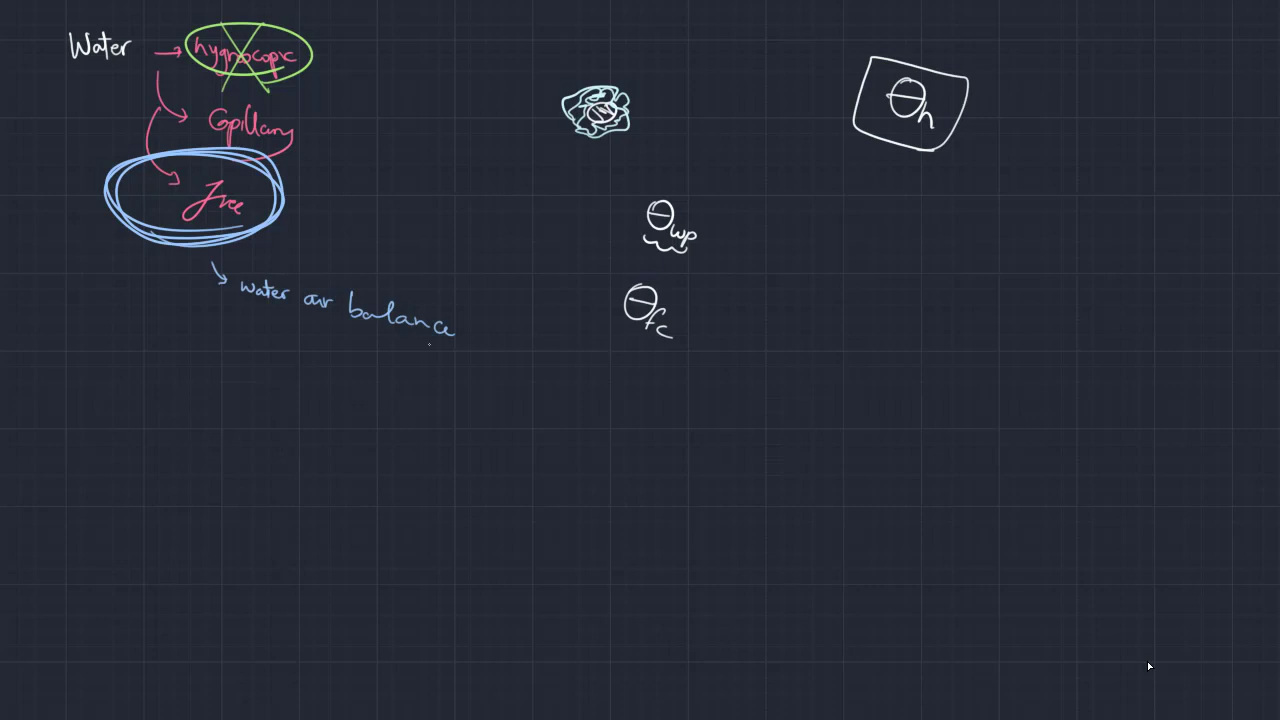 Water → hygroscopic
Capillary
Free
water air balance
θh
θwp
θfc